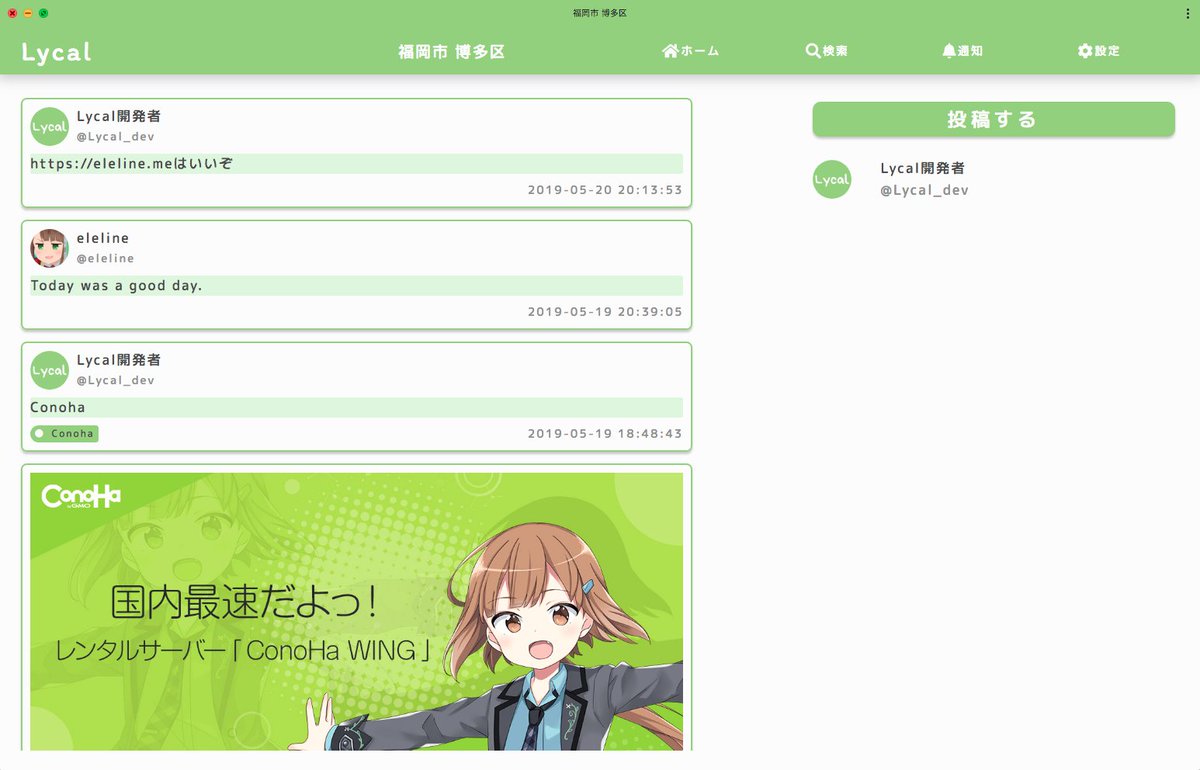 福岡市 博多区
Lycal
福岡市 博多区
ホーム
検索
通知
設定
Lycal
Lycal開発者
@Lycal_dev
https://eleline.meはいいぞ
2019-05-20 20:13:53
eleline
@eleline
Today was a good day.
2019-05-19 20:39:05
Lycal
Lycal開発者
@Lycal_dev
Conoha
Conoha
2019-05-19 18:48:43
ConoHa
by GMO
国内最速だよっ!
レンタルサーバー「ConoHa WING」
投稿する
Lycal
Lycal開発者
@Lycal_dev